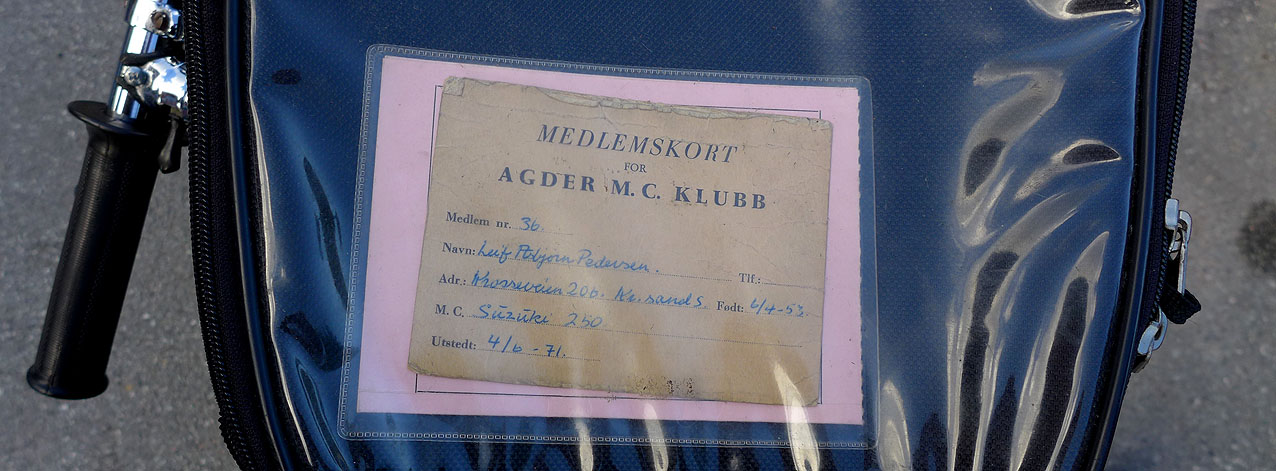 MEDLEMSKORT
FOR
AGDER M.C. KLUBB
Medlem nr. 36.
Navn: Leif Asbjørn Pedersen. Tlf.:
Adr.: Krosseveien 20b. Kr.sand S. Født: 6/4-53.
M.C. Suzuki 250
Utstedt: 4/6-71.